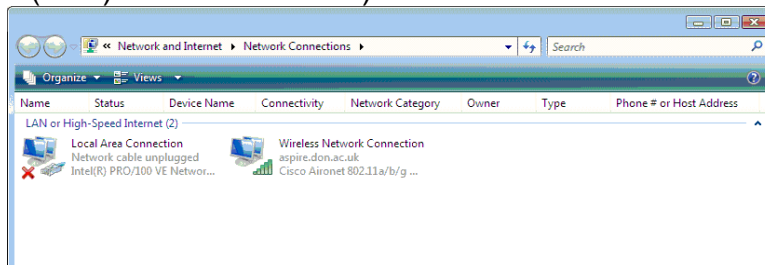 « Network and Internet ▸ Network Connections ▸ Search
Organize Views
Name Status Device Name Connectivity Network Category Owner Type Phone # or Host Address
LAN or High-Speed Internet (2)
Local Area Connection
Network cable unplugged
Intel(R) PRO/100 VE Networ...
Wireless Network Connection
aspire.don.ac.uk
Cisco Aironet 802.11a/b/g ...